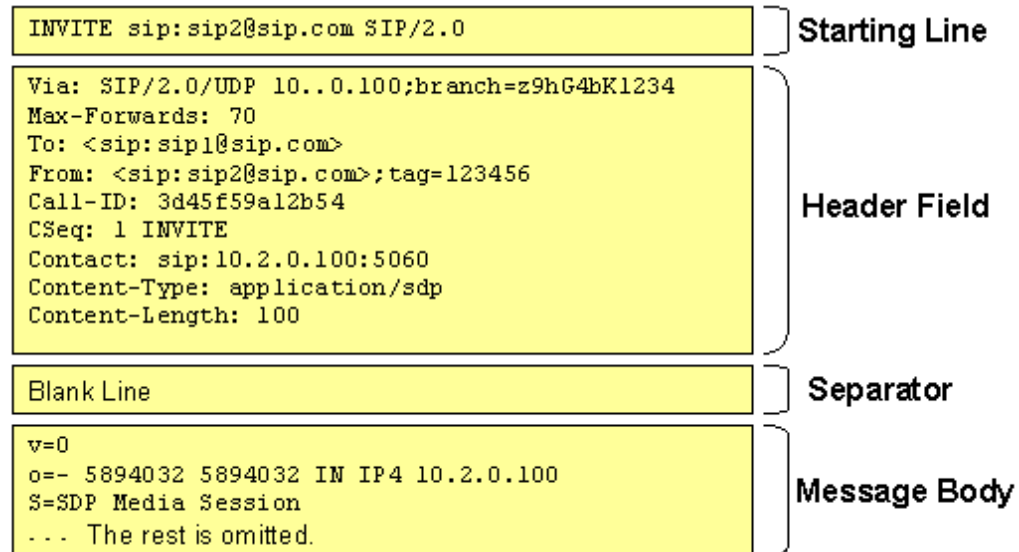 INVITE sip:sip2@sip.com SIP/2.0
Starting Line
Via: SIP/2.0/UDP 10..0.100;branch=z9hG4bK1234
Max-Forwards: 70
To: <sip:sip1@sip.com>
From: <sip:sip2@sip.com>;tag=123456
Call-ID: 3d45f59a12b54
CSeq: 1 INVITE
Contact: sip:10.2.0.100:5060
Content-Type: application/sdp
Content-Length: 100
Header Field
Blank Line
Separator
v=0
o=- 5894032 5894032 IN IP4 10.2.0.100
S=SDP Media Session
... The rest is omitted.
Message Body